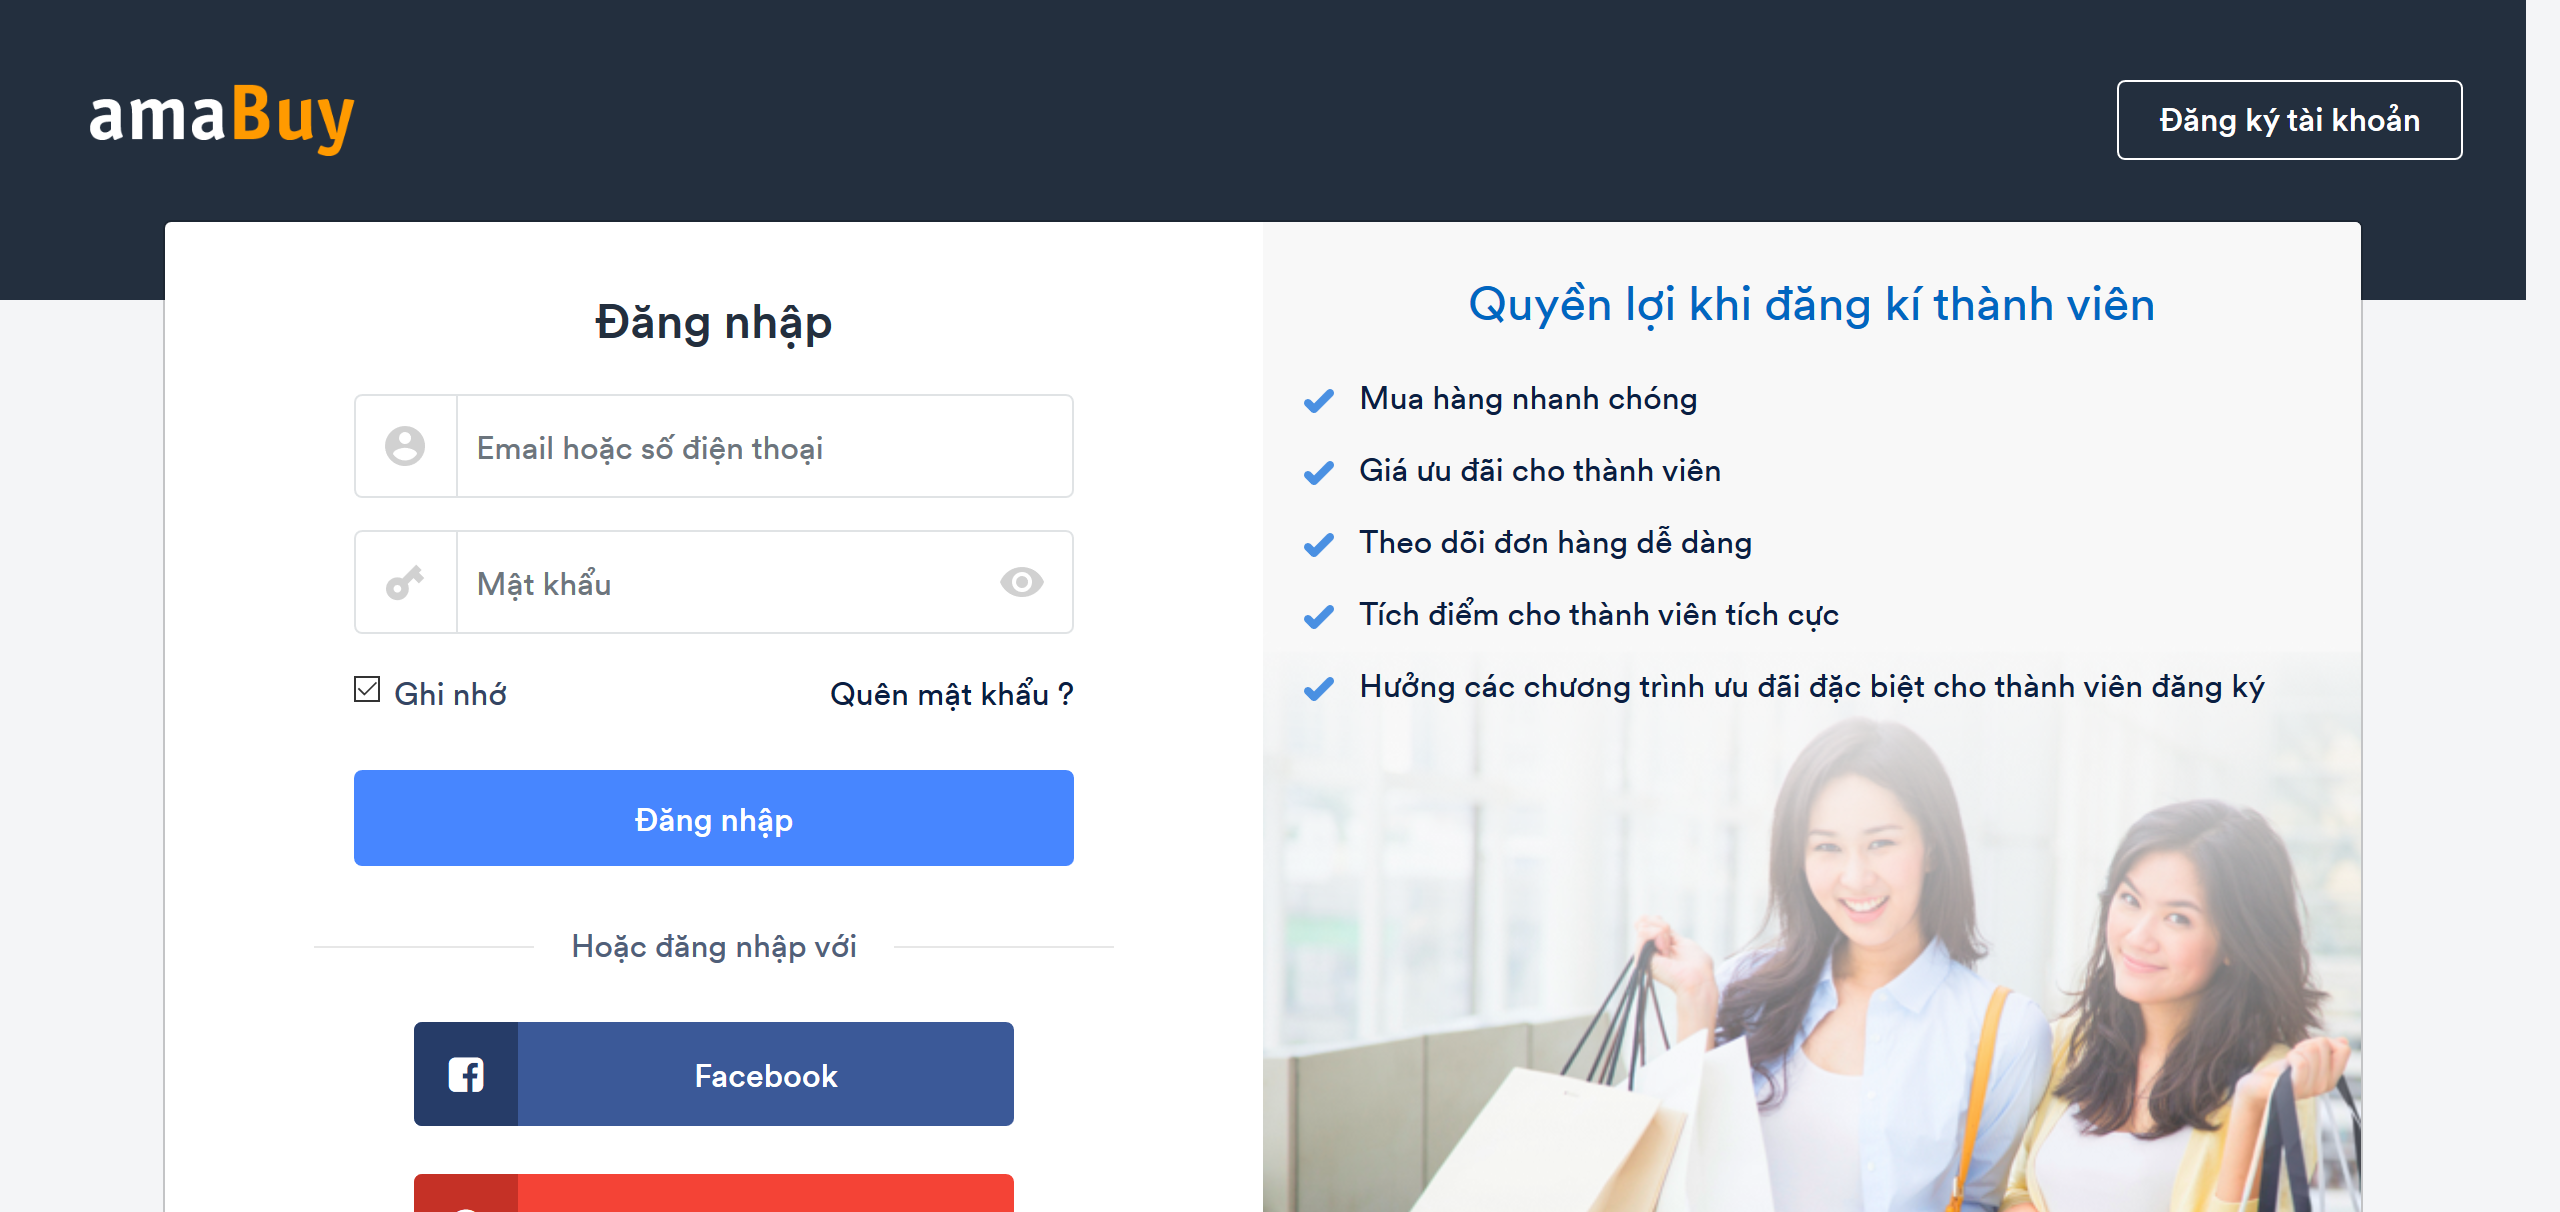 amaBuy
Đăng ký tài khoản
Đăng nhập
Email hoặc số điện thoại
Mật khẩu
Ghi nhớ
Quên mật khẩu ?
Đăng nhập
Hoặc đăng nhập với
Facebook
Quyền lợi khi đăng kí thành viên
Mua hàng nhanh chóng
Giá ưu đãi cho thành viên
Theo dõi đơn hàng dễ dàng
Tích điểm cho thành viên tích cực
Hưởng các chương trình ưu đãi đặc biệt cho thành viên đăng ký